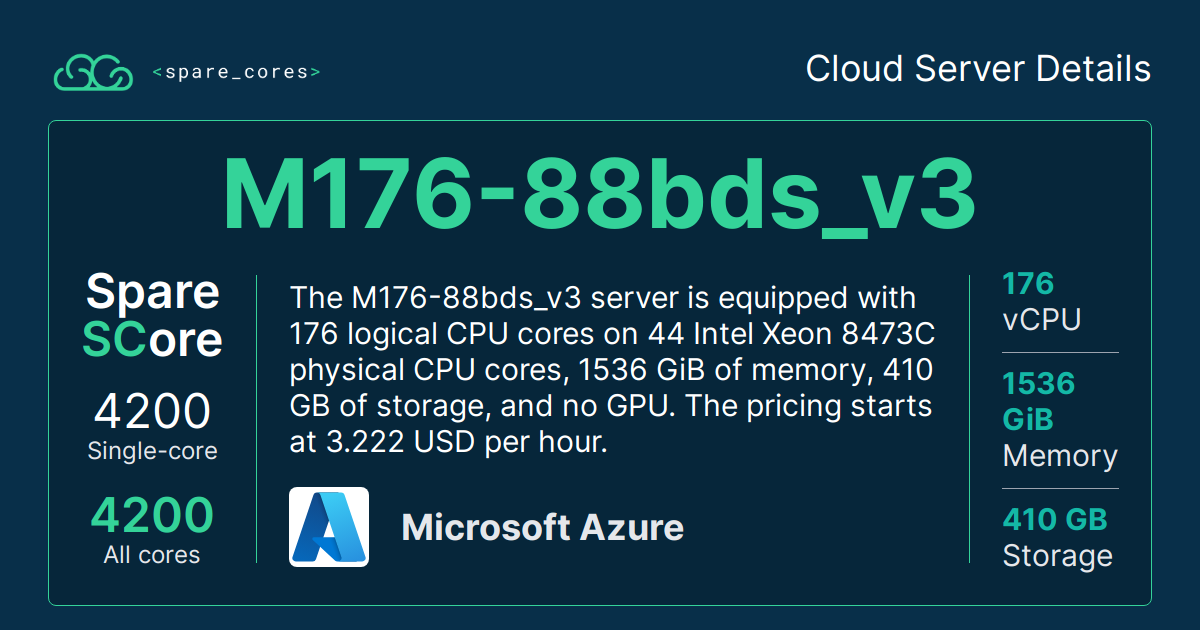 <spare_cores>
Cloud Server Details
M176-88bds_v3
Spare
SCore
4200
Single-core
4200
All cores
The M176-88bds_v3 server is equipped with
176 logical CPU cores on 44 Intel Xeon 8473C
physical CPU cores, 1536 GiB of memory, 410
GB of storage, and no GPU. The pricing starts
at 3.222 USD per hour.
Microsoft Azure
176
vCPU
1536
GiB
Memory
410 GB
Storage